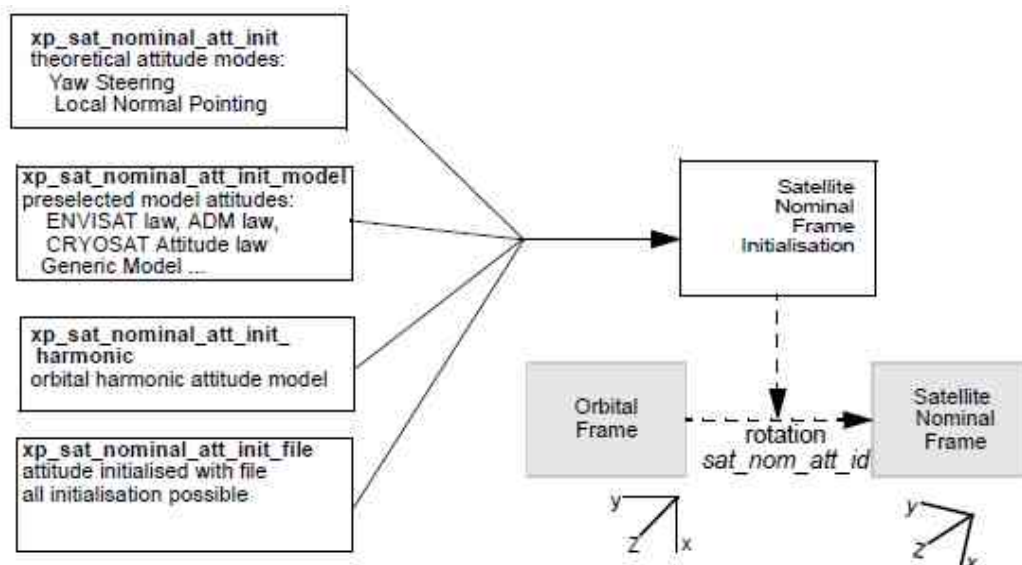 xp_sat_nominal_att_init
theoretical attitude modes:
Yaw Steering
Local Normal Pointing
xp_sat_nominal_att_init_model
preselected model attitudes:
ENVISAT law, ADM law,
CRYOSAT Attitude law
Generic Model ...
xp_sat_nominal_att_init_
harmonic
orbital harmonic attitude model
xp_sat_nominal_att_init_file
attitude initialised with file
all initialisation possible
Satellite
Nominal
Frame
Initialisation
Orbital
Frame
rotation
sat_nom_att_id
Satellite
Nominal
Frame
y
Z
x
y
Z
x